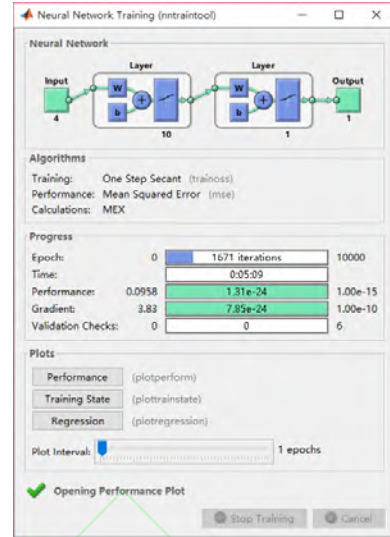 Neural Network Training (nntraintool)
Neural Network
Layer Layer
Input Output
W W
b b
4 10 1 1
Algorithms
Training: One Step Secant (trainoss)
Performance: Mean Squared Error (mse)
Calculations: MEX
Progress
Epoch: 0 1671 iterations 10000
Time: 0:05:09
Performance: 0.0958 1.31e-24 1.00e-15
Gradient: 3.83 7.85e-24 1.00e-10
Validation Checks: 0 0 6
Plots
Performance (plotperform)
Training State (plottrainstate)
Regression (plotregression)
Plot Interval: 1 epochs
Opening Performance Plot
Stop Training Cancel